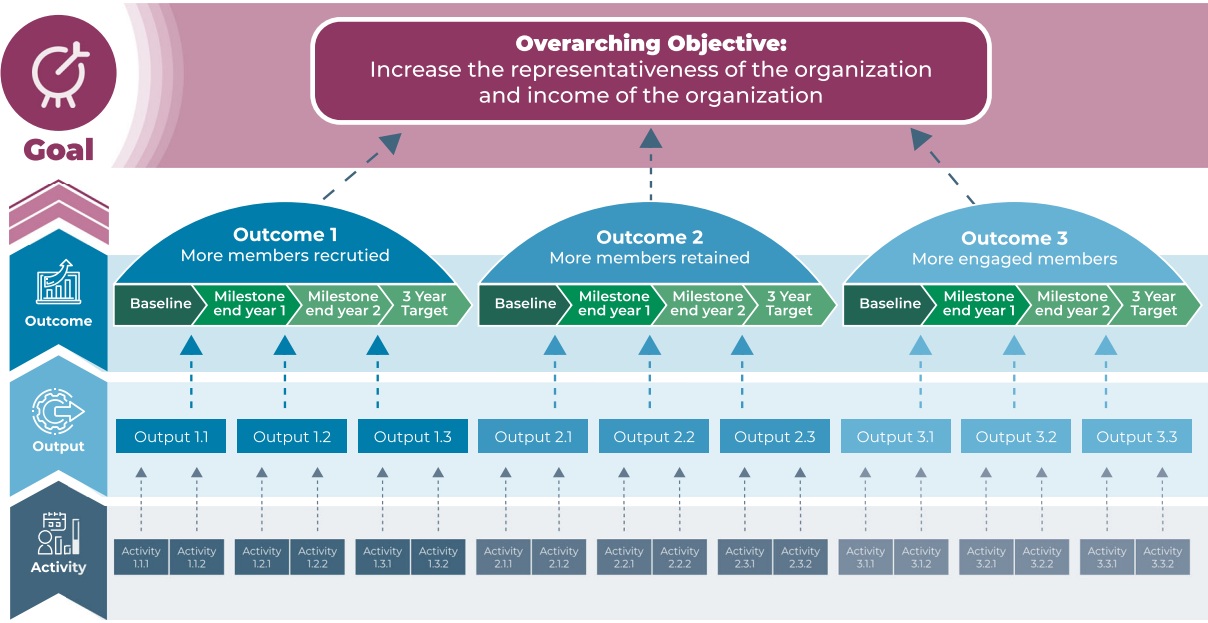 Overarching Objective:
Increase the representativeness of the organization
and income of the organization
Goal
Outcome 1
More members recrutied
Outcome 2
More members retained
Outcome 3
More engaged members
Baseline
Milestone
end year 1
Milestone
end year 2
3 Year
Target
Baseline
Milestone
end year 1
Milestone
end year 2
3 Year
Target
Baseline
Milestone
end year 1
Milestone
end year 2
3 Year
Target
Outcome
Output 1.1
Output 1.2
Output 1.3
Output 2.1
Output 2.2
Output 2.3
Output 3.1
Output 3.2
Output 3.3
Output
Activity
1.1.1
Activity
1.1.2
Activity
1.2.1
Activity
1.2.2
Activity
1.3.1
Activity
1.3.2
Activity
2.1.1
Activity
2.1.2
Activity
2.2.1
Activity
2.2.2
Activity
2.3.1
Activity
2.3.2
Activity
3.1.1
Activity
3.1.2
Activity
3.2.1
Activity
3.2.2
Activity
3.3.1
Activity
3.3.2
Activity